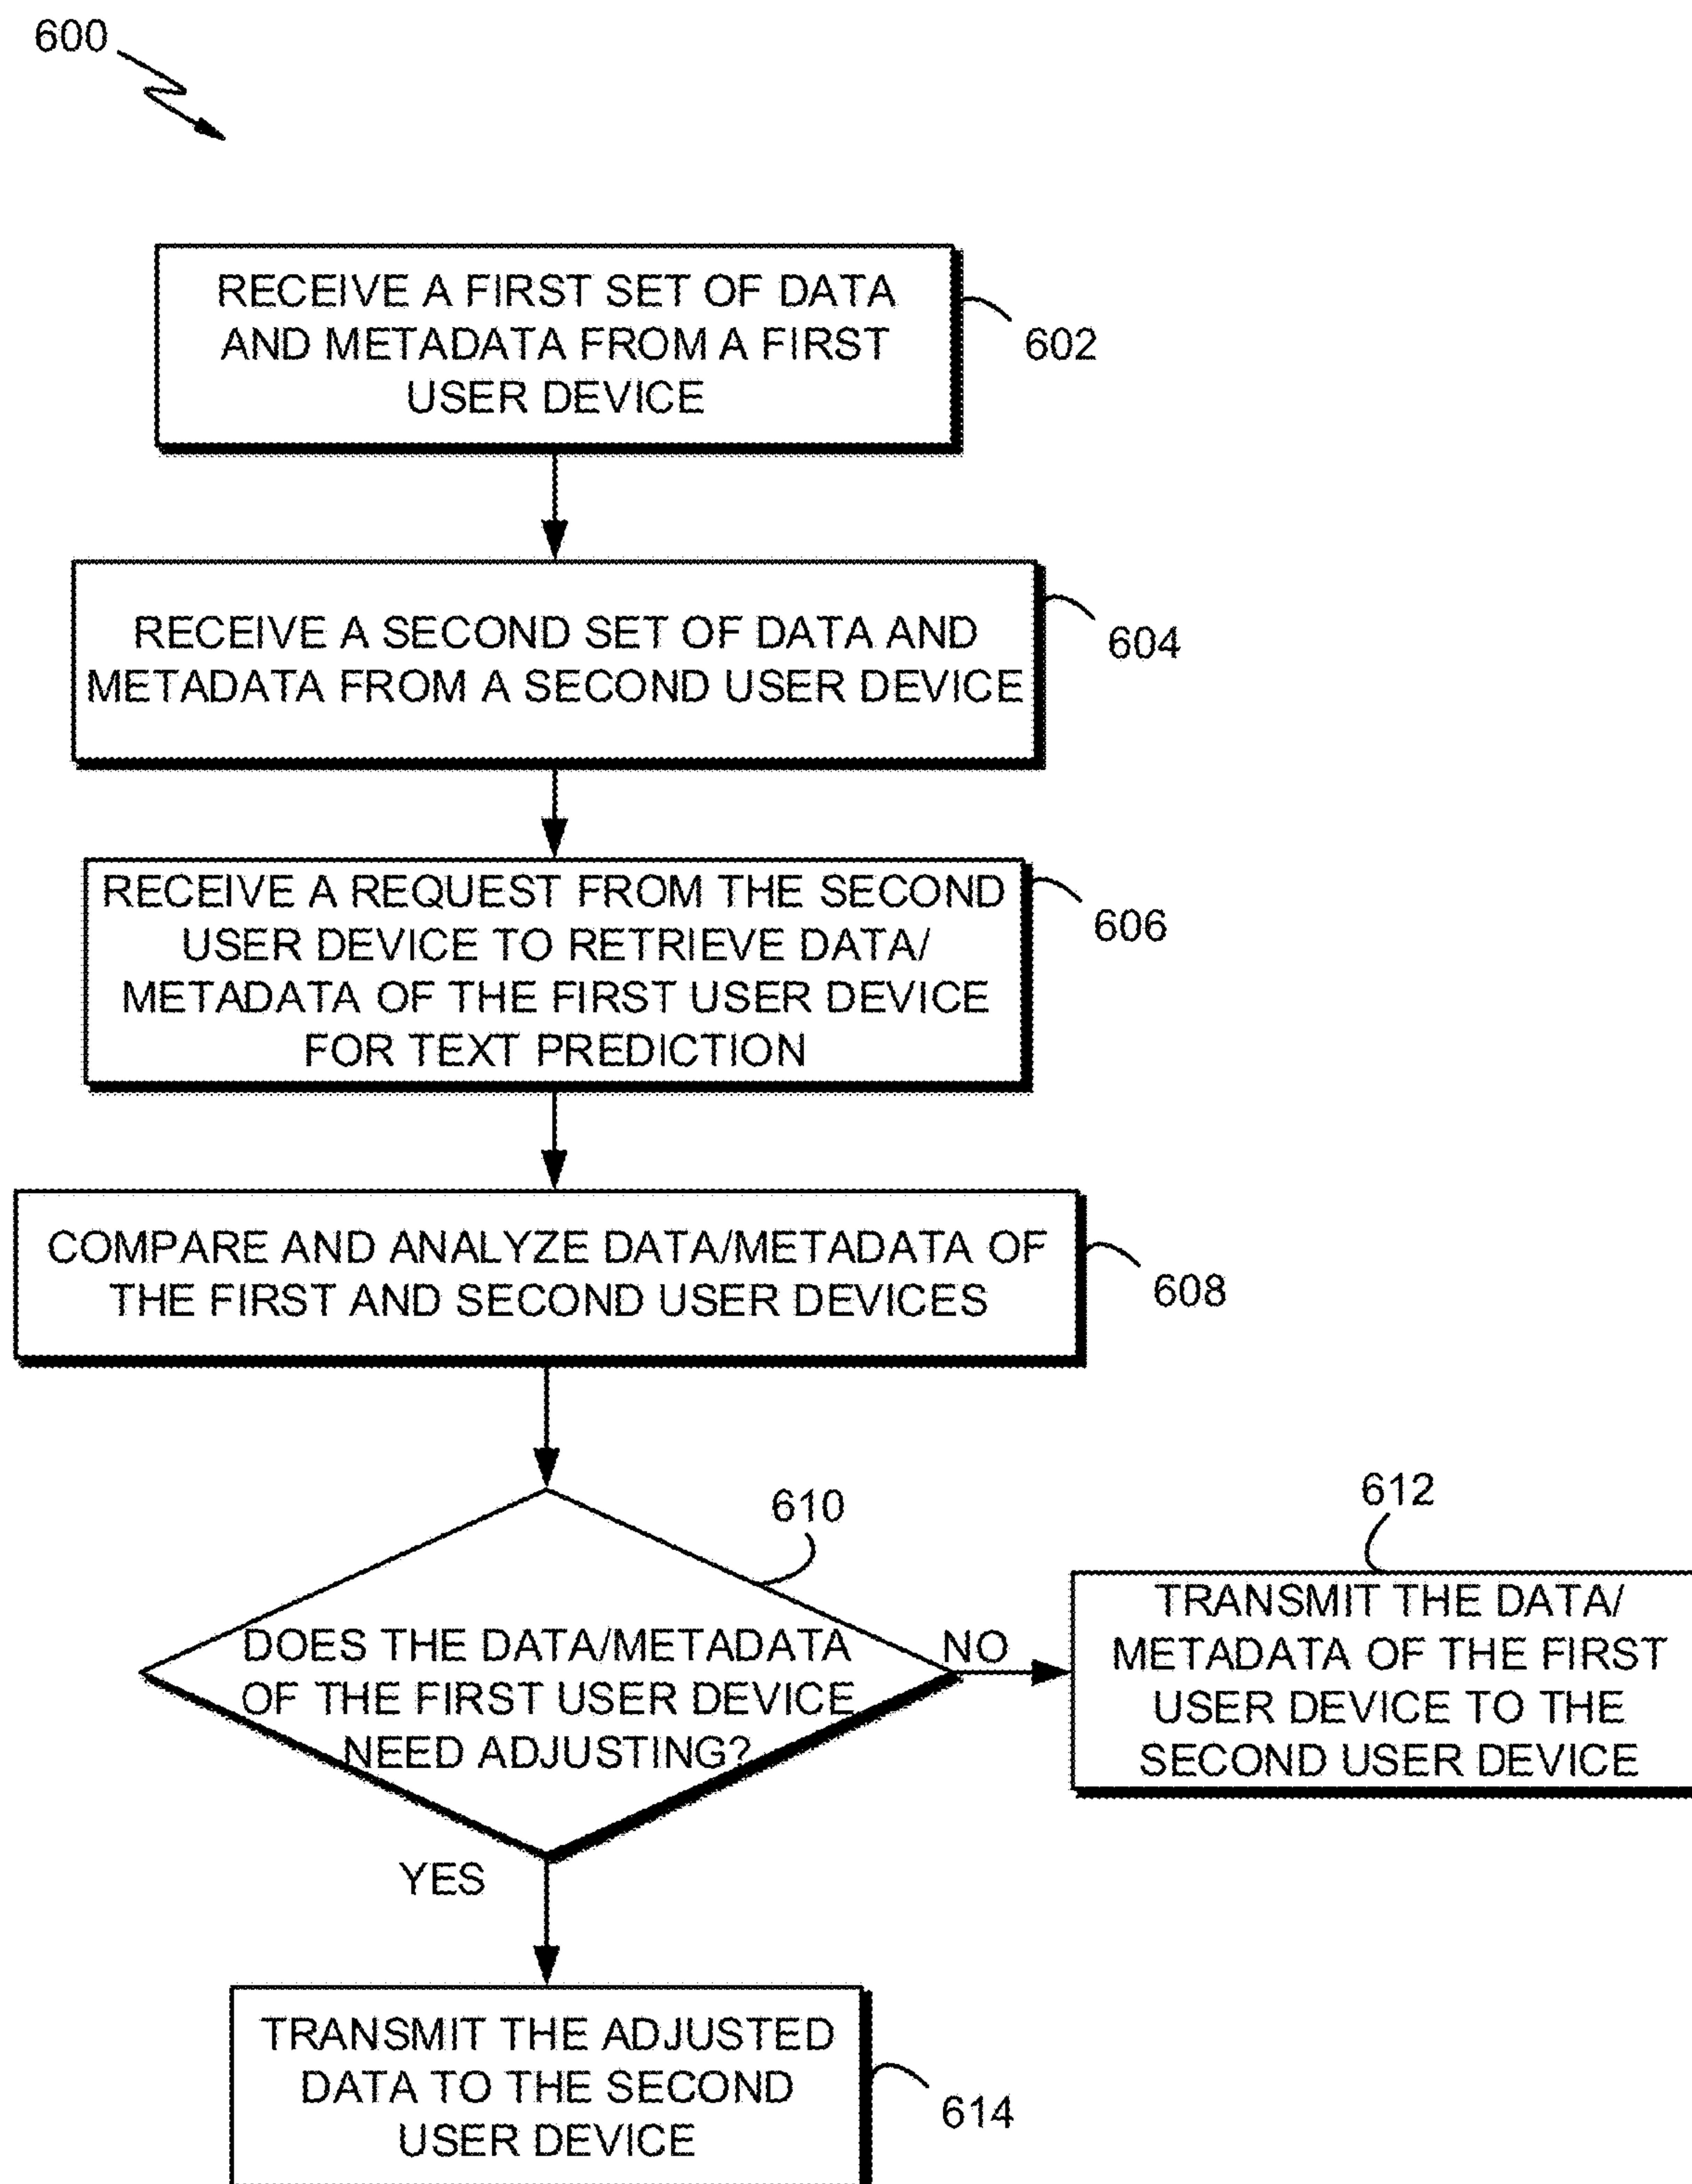 600
RECEIVE A FIRST SET OF DATA
AND METADATA FROM A FIRST
USER DEVICE
602
RECEIVE A SECOND SET OF DATA AND
METADATA FROM A SECOND USER DEVICE
604
RECEIVE A REQUEST FROM THE SECOND
USER DEVICE TO RETRIEVE DATA/
METADATA OF THE FIRST USER DEVICE
FOR TEXT PREDICTION
606
COMPARE AND ANALYZE DATA/METADATA OF
THE FIRST AND SECOND USER DEVICES
608
610
DOES THE DATA/METADATA
OF THE FIRST USER DEVICE
NEED ADJUSTING?
NO
612
TRANSMIT THE DATA/
METADATA OF THE FIRST
USER DEVICE TO THE
SECOND USER DEVICE
YES
TRANSMIT THE ADJUSTED
DATA TO THE SECOND
USER DEVICE
614